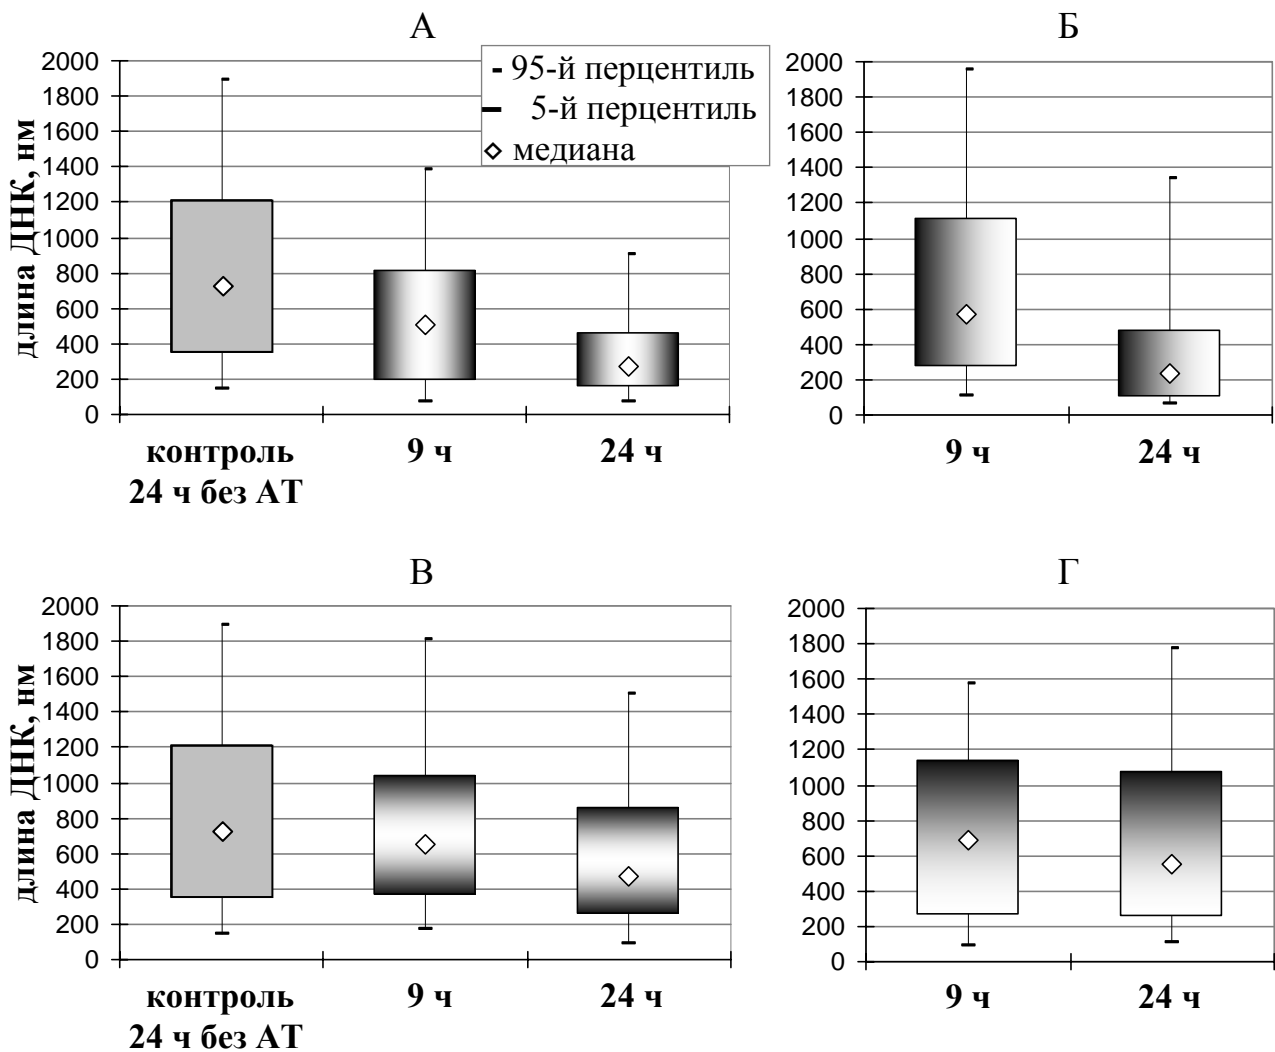 А
Б
- 95-й перцентиль
5-й перцентиль
медиана
длина ДНК, нм
2000
1800
1600
1400
1200
1000
800
600
400
200
0
контроль
24 ч без АТ
9 ч
24 ч
2000
1800
1600
1400
1200
1000
800
600
400
200
0
9 ч
24 ч
В
Г
длина ДНК, нм
2000
1800
1600
1400
1200
1000
800
600
400
200
0
контроль
24 ч без АТ
9 ч
24 ч
2000
1800
1600
1400
1200
1000
800
600
400
200
0
9 ч
24 ч